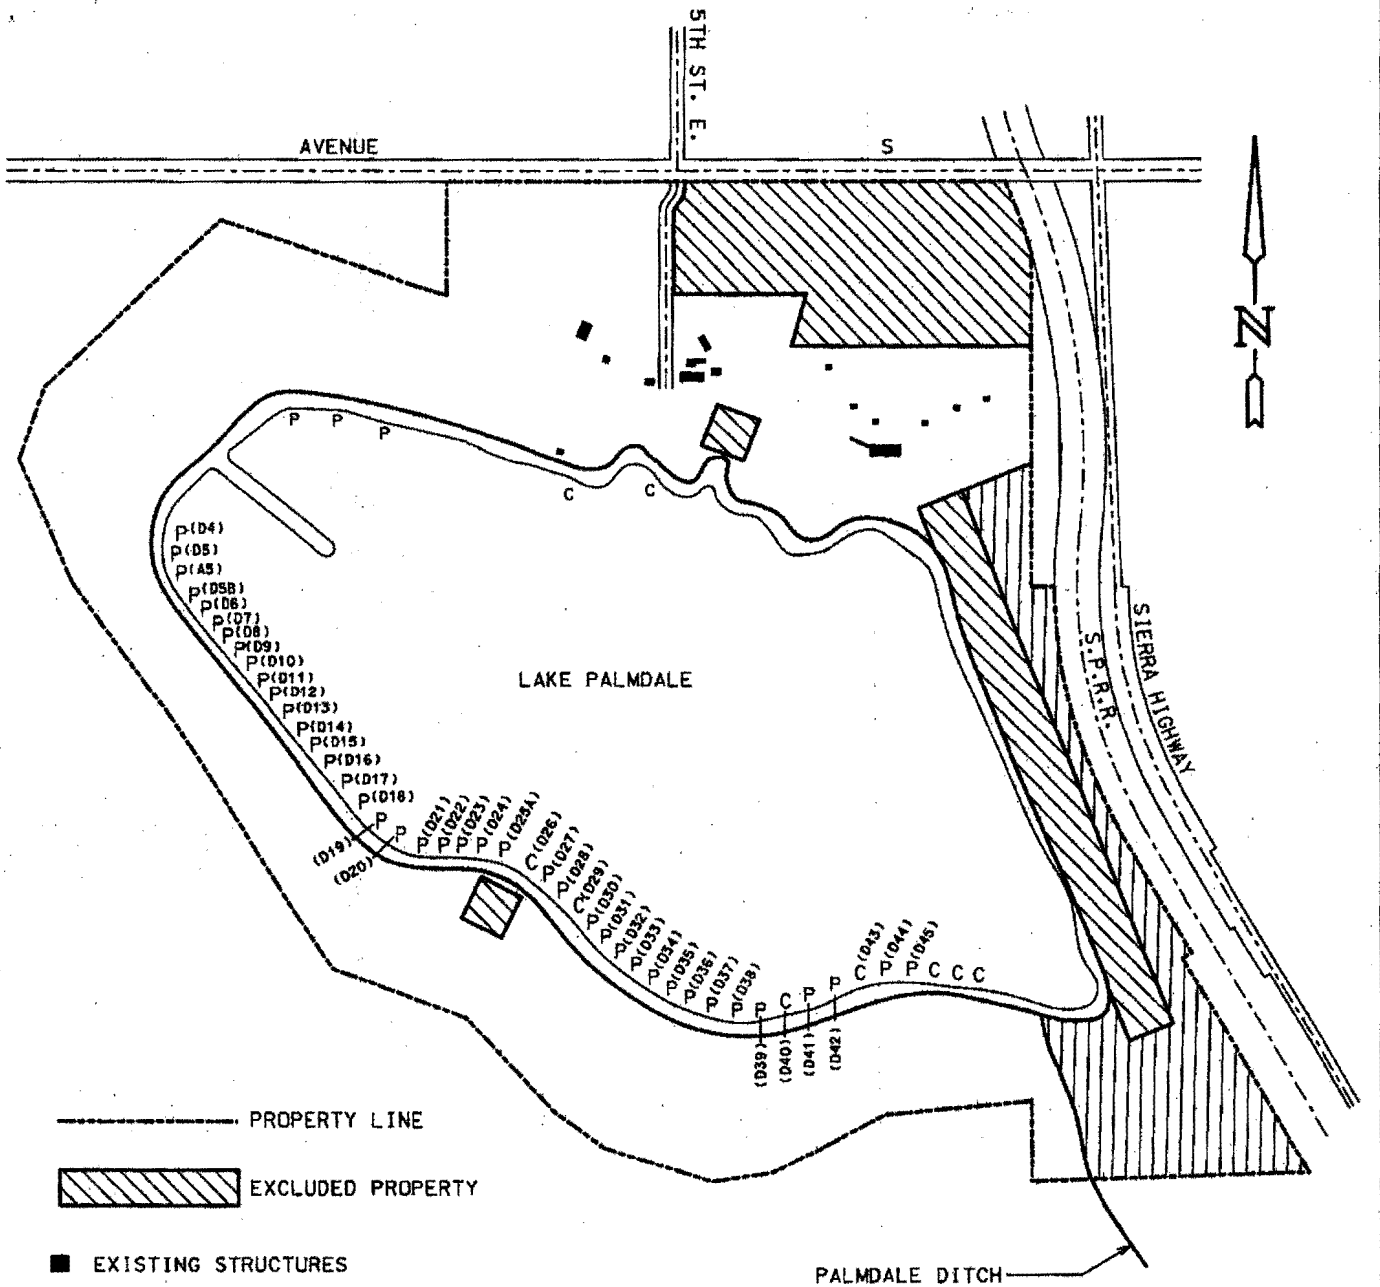 5TH ST. E.
AVENUE S
N
P P P
C C
P(D4)
P(D5)
P(A5)
P(D5B)
P(D6)
P(D7)
P(D8)
P(D9)
P(D10)
P(D11)
P(D12)
P(D13)
P(D14)
P(D15)
P(D16)
P(D17)
P(D18)
P
(D19)
P
(D20)
P(D21)
P(D22)
P(D23)
P(D24)
P(D25A)
C(D26)
P(D27)
P(D28)
C(D29)
P(D30)
P(D31)
P(D32)
P(D33)
P(D34)
P(D35)
P(D36)
P(D37)
P(D38)
P
(D39)
C
(D40)
P
(D41)
P
(D42)
C(D43)
P(D44)
P(D45)
C C C
LAKE PALMDALE
S.P.R.R.
SIERRA HIGHWAY
PROPERTY LINE
EXCLUDED PROPERTY
EXISTING STRUCTURES
PALMDALE DITCH